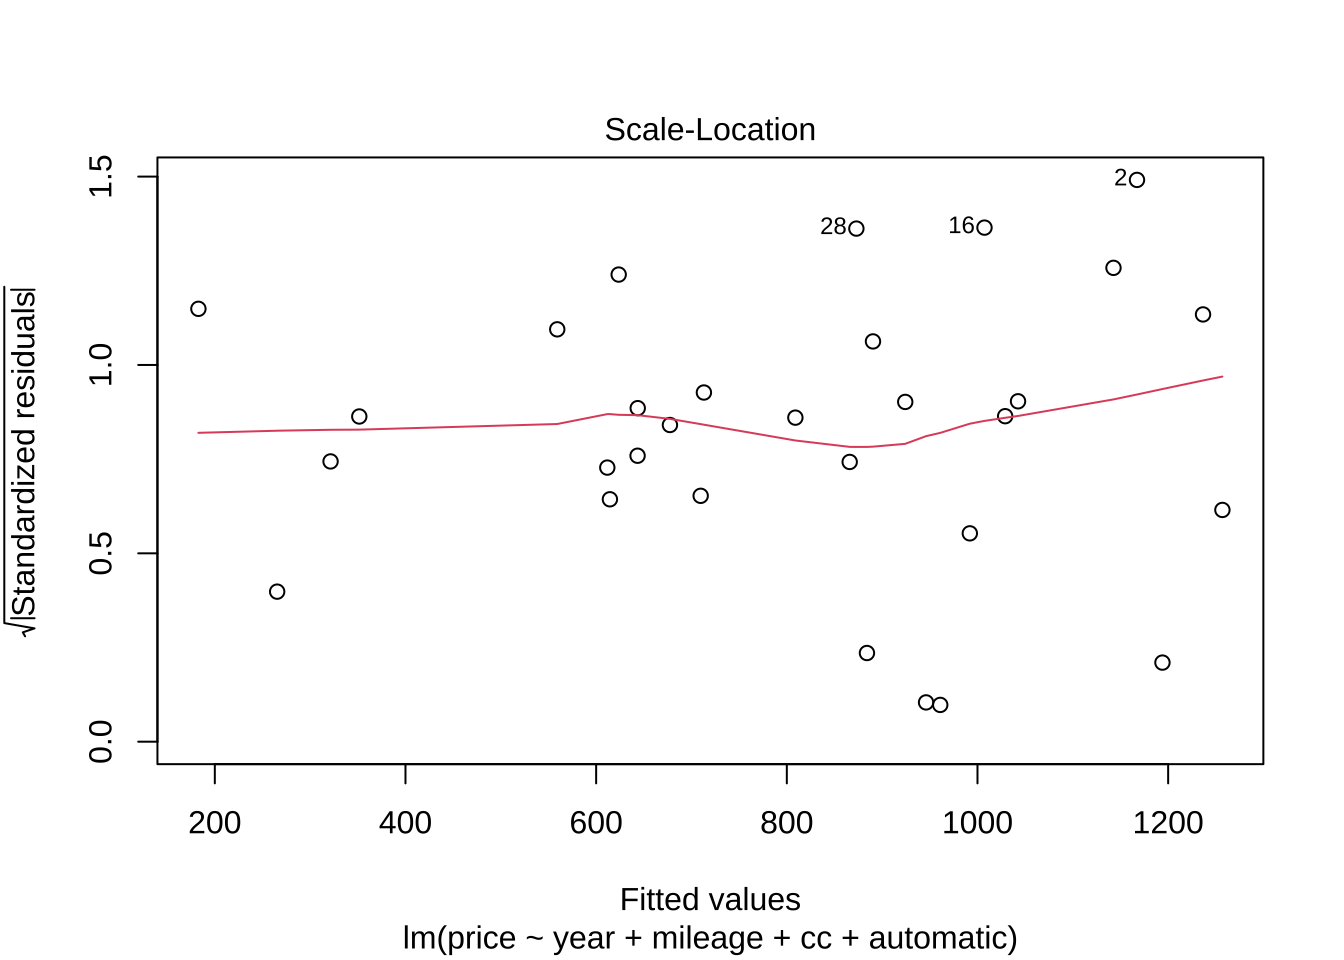 Scale-Location
√|Standardized residuals|
1.5
1.0
0.5
0.0
2
28
16
200 400 600 800 1000 1200
Fitted values
lm(price ~ year + mileage + cc + automatic)